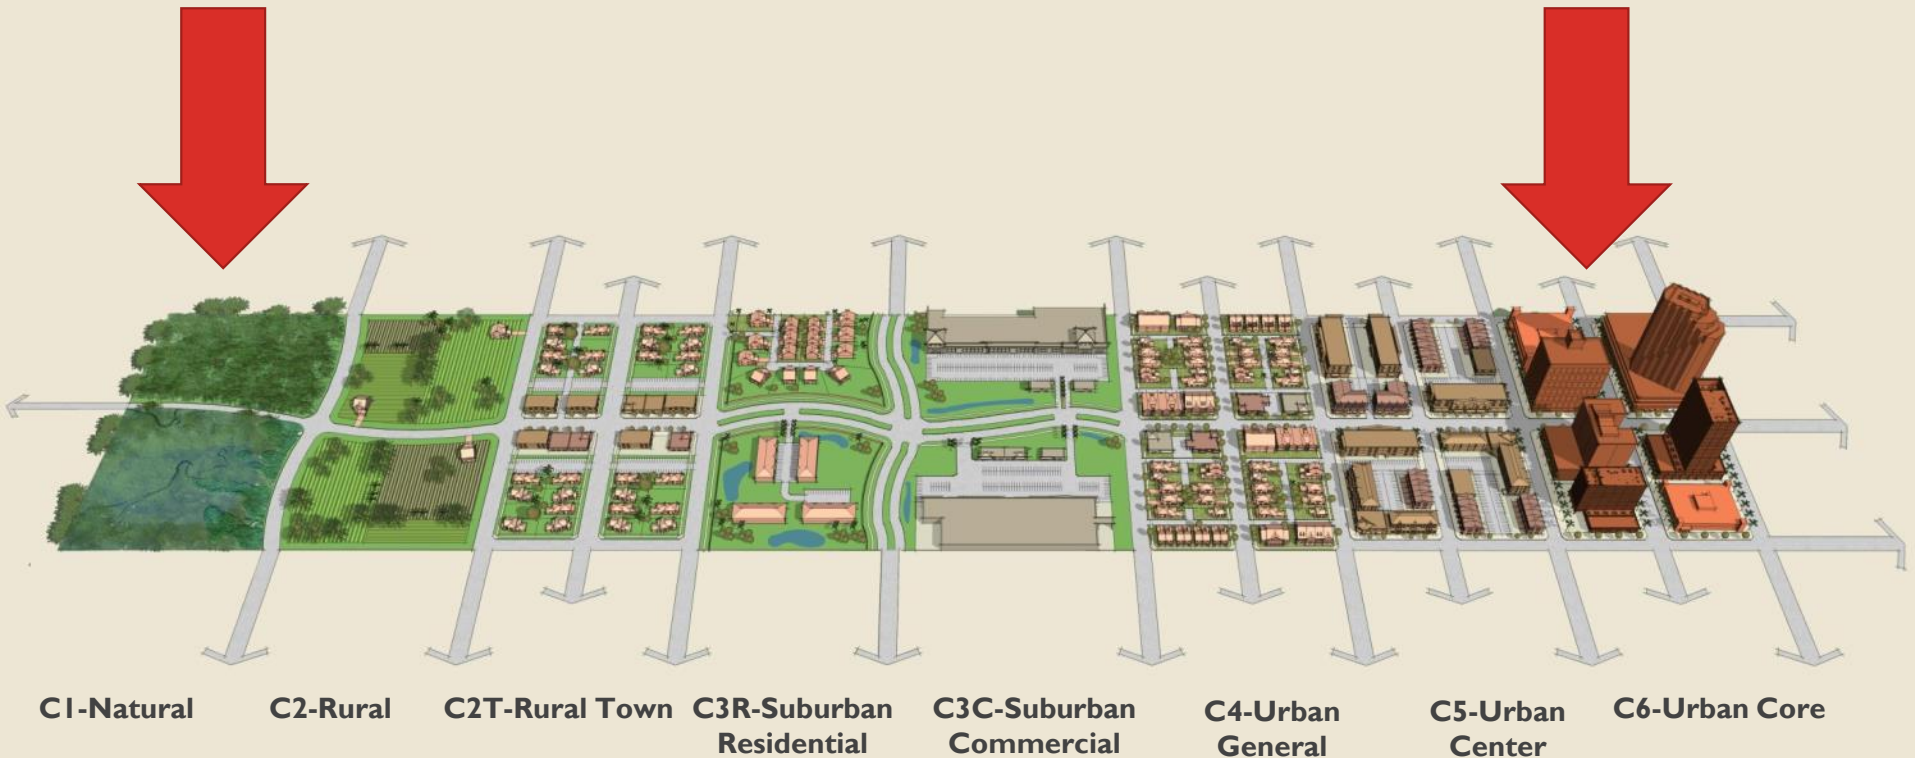 C1-Natural
C2-Rural
C2T-Rural Town
C3R-Suburban
Residential
C3C-Suburban
Commercial
C4-Urban
General
C5-Urban
Center
C6-Urban Core